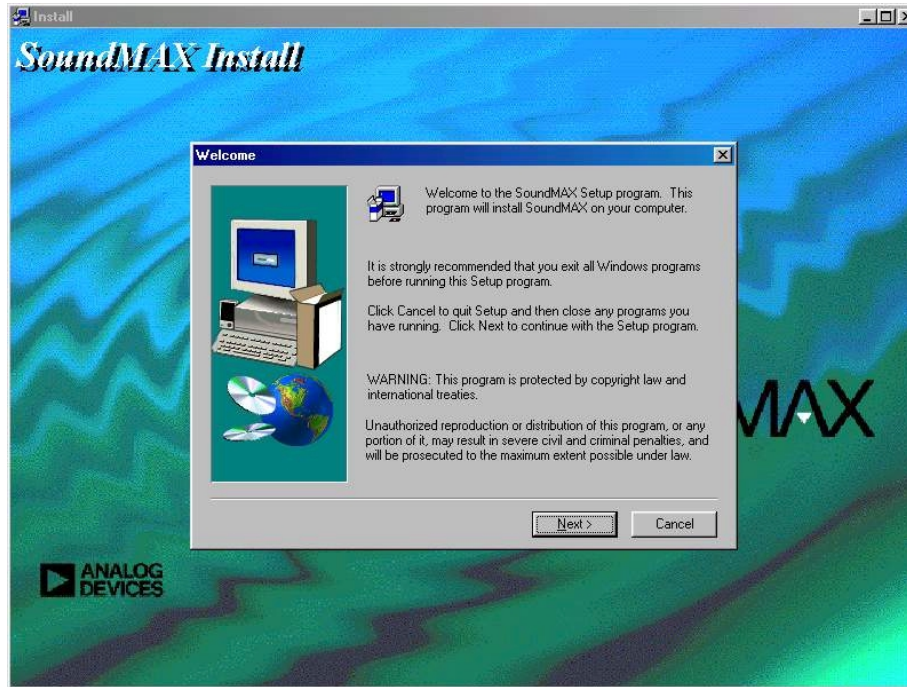 Install
SoundMAX Install
Welcome
Welcome to the SoundMAX Setup program. This
program will install SoundMAX on your computer.
It is strongly recommended that you exit all Windows programs
before running this Setup program.
Click Cancel to quit Setup and then close any programs you
have running. Click Next to continue with the Setup program.
WARNING: This program is protected by copyright law and
international treaties.
Unauthorized reproduction or distribution of this program, or any
portion of it, may result in severe civil and criminal penalties, and
will be prosecuted to the maximum extent possible under law.
MAX
Next >
Cancel
ANALOG
DEVICES